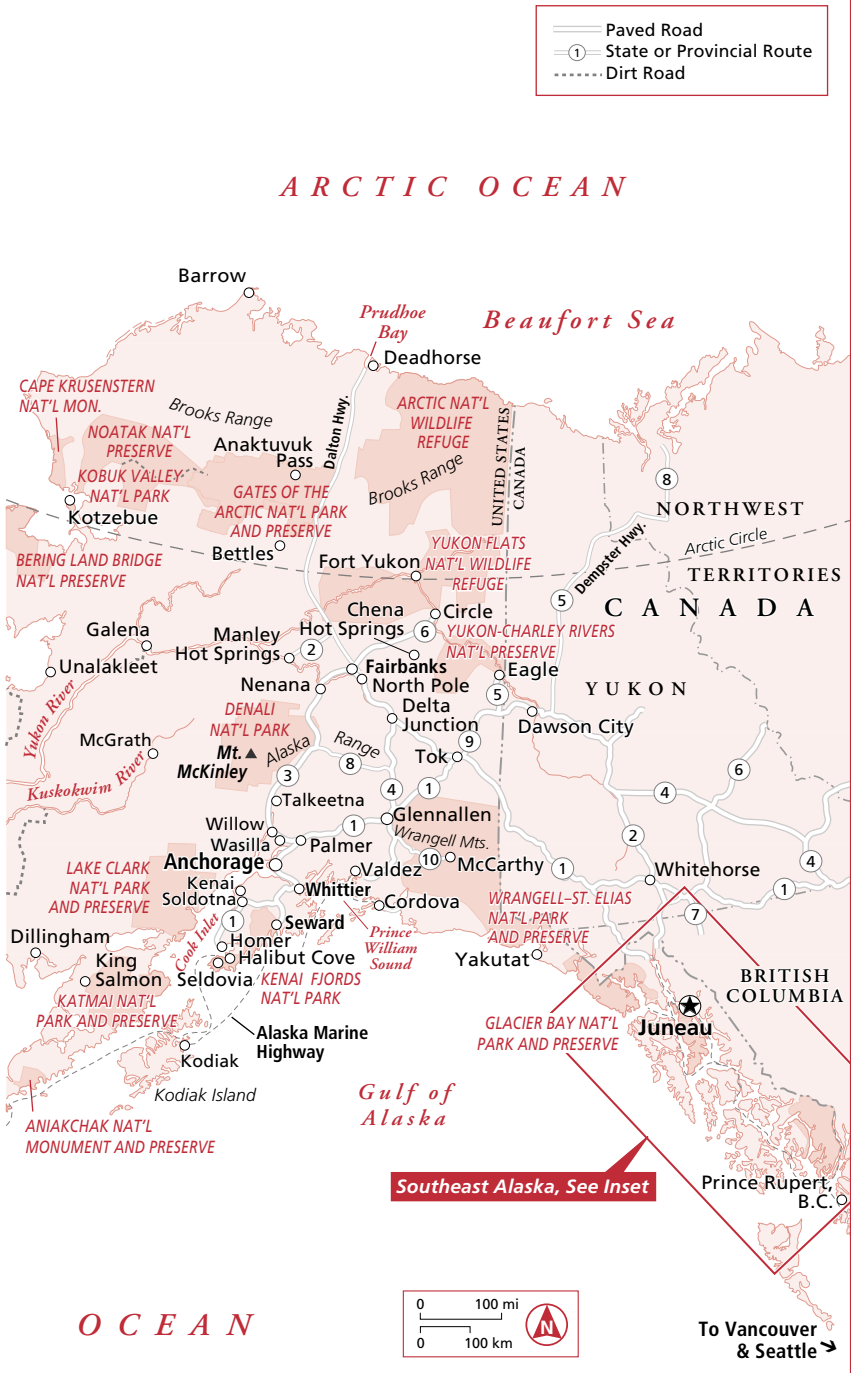 Paved Road
1 State or Provincial Route
Dirt Road
ARCTIC OCEAN
Barrow
Prudhoe
Bay
Beaufort Sea
Deadhorse
CAPE KRUSENSTERN
NAT'L MON.
Brooks Range
NOATAK NAT'L
PRESERVE
Anaktuvuk
Pass
Dalton Hwy.
ARCTIC NAT'L
WILDLIFE
REFUGE
Brooks Range
UNITED STATES
CANADA
KOBUK VALLEY
NAT'L PARK
GATES OF THE
ARCTIC NAT'L PARK
AND PRESERVE
8
NORTHWEST
TERRITORIES
Kotzebue
Bettles
Arctic Circle
Dempster Hwy.
BERING LAND BRIDGE
NAT'L PRESERVE
Fort Yukon
YUKON FLATS
NAT'L WILDLIFE
REFUGE
5
CANADA
Chena
Hot Springs
Circle
6
Galena
Manley
Hot Springs
2
YUKON-CHARLEY RIVERS
NAT'L PRESERVE
Unalakleet
Fairbanks
North Pole
Eagle
5
YUKON
Nenana
Yukon River
DENALI
NAT'L PARK
Delta
Junction
Dawson City
McGrath
Mt.
McKinley
Alaska
Range
9
Tok
8
3
6
Kuskokwim River
Talkeetna
4
1
4
Glennallen
Willow
Wasilla
Palmer
1
Wrangell Mts.
2
Anchorage
10
McCarthy
Valdez
1
Whitehorse
4
1
LAKE CLARK
NAT'L PARK
AND PRESERVE
Kenai
Soldotna
Whittier
Cordova
WRANGELL–ST. ELIAS
NAT'L PARK
AND PRESERVE
7
1
Seward
Cook Inlet
Prince
William
Sound
Dillingham
Homer
Halibut Cove
Seldovia
Yakutat
King
Salmon
KENAI FJORDS
NAT'L PARK
BRITISH
COLUMBIA
KATMAI NAT'L
PARK AND PRESERVE
Juneau
GLACIER BAY NAT'L
PARK AND PRESERVE
Alaska Marine
Highway
Kodiak
Kodiak Island
Gulf of
Alaska
ANIAKCHAK NAT'L
MONUMENT AND PRESERVE
Southeast Alaska, See Inset
Prince Rupert,
B.C.
OCEAN
0 100 mi
0 100 km
N
To Vancouver
& Seattle